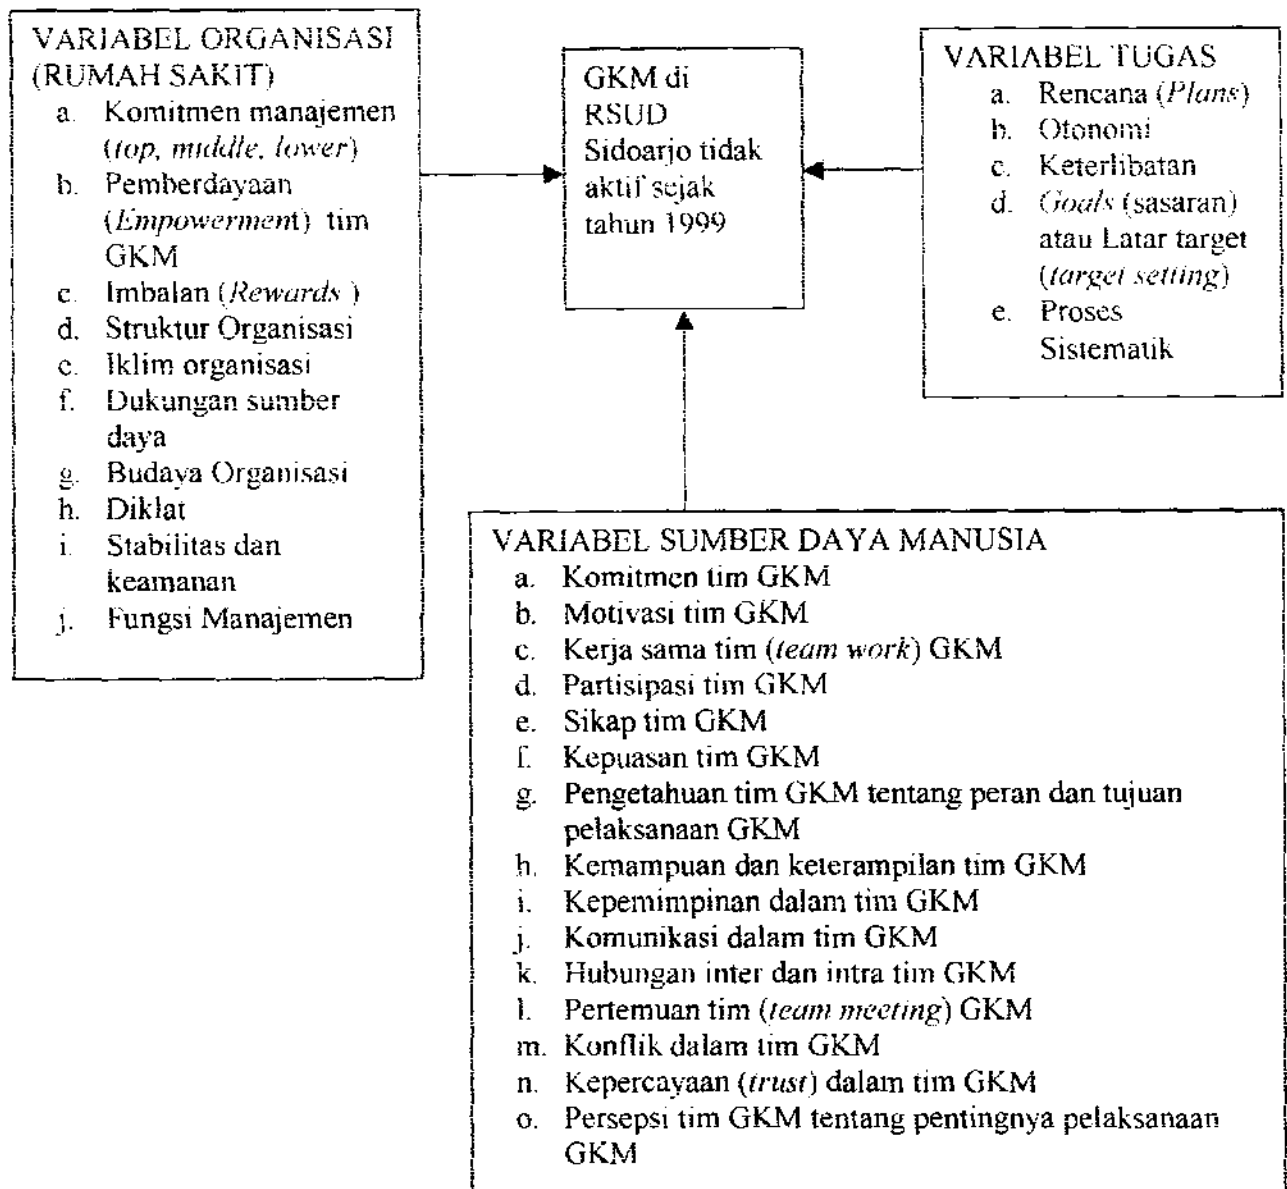 VARIABEL ORGANISASI
(RUMAH SAKIT)
a. Komitmen manajemen
(top, middle, lower)
b. Pemberdayaan
(Empowerment) tim
GKM
c. Imbalan (Rewards )
d. Struktur Organisasi
e. Iklim organisasi
f. Dukungan sumber
daya
g. Budaya Organisasi
h. Diklat
i. Stabilitas dan
keamanan
j. Fungsi Manajemen
GKM di
RSUD
Sidoarjo tidak
aktif sejak
tahun 1999
VARIABEL TUGAS
a. Rencana (Plans)
b. Otonomi
c. Keterlibatan
d. Goals (sasaran)
atau Latar target
(target setting)
e. Proses
Sistematik
VARIABEL SUMBER DAYA MANUSIA
a. Komitmen tim GKM
b. Motivasi tim GKM
c. Kerja sama tim (team work) GKM
d. Partisipasi tim GKM
e. Sikap tim GKM
f. Kepuasan tim GKM
g. Pengetahuan tim GKM tentang peran dan tujuan
pelaksanaan GKM
h. Kemampuan dan keterampilan tim GKM
i. Kepemimpinan dalam tim GKM
j. Komunikasi dalam tim GKM
k. Hubungan inter dan intra tim GKM
l. Pertemuan tim (team meeting) GKM
m. Konflik dalam tim GKM
n. Kepercayaan (trust) dalam tim GKM
o. Persepsi tim GKM tentang pentingnya pelaksanaan
GKM